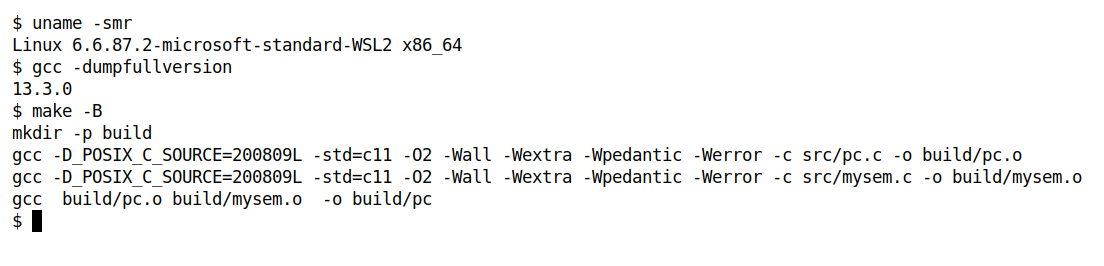 $ uname -smr
Linux 6.6.87.2-microsoft-standard-WSL2 x86_64
$ gcc -dumpfullversion
13.3.0
$ make -B
mkdir -p build
gcc -D_POSIX_C_SOURCE=200809L -std=c11 -O2 -Wall -Wextra -Wpedantic -Werror -c src/pc.c -o build/pc.o
gcc -D_POSIX_C_SOURCE=200809L -std=c11 -O2 -Wall -Wextra -Wpedantic -Werror -c src/mysem.c -o build/mysem.o
gcc  build/pc.o build/mysem.o  -o build/pc
$